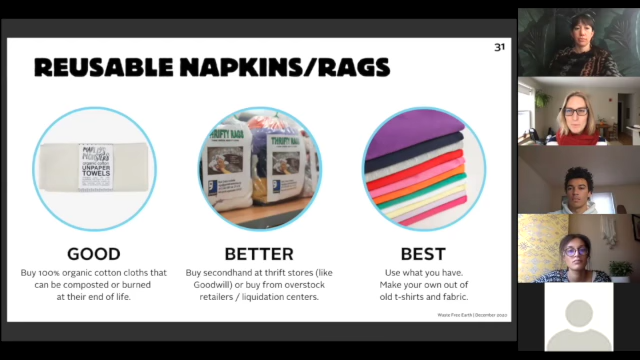 31
REUSABLE NAPKINS/RAGS
UNPAPER
TOWELS
THRIFTY RAGS
THRIFTY RAGS
GOOD
Buy 100% organic cotton cloths that
can be composted or burned
at their end of life.
BETTER
Buy secondhand at thrift stores (like
Goodwill) or buy from overstock
retailers / liquidation centers.
BEST
Use what you have.
Make your own out of
old t-shirts and fabric.
Waste Free Earth | December 2020